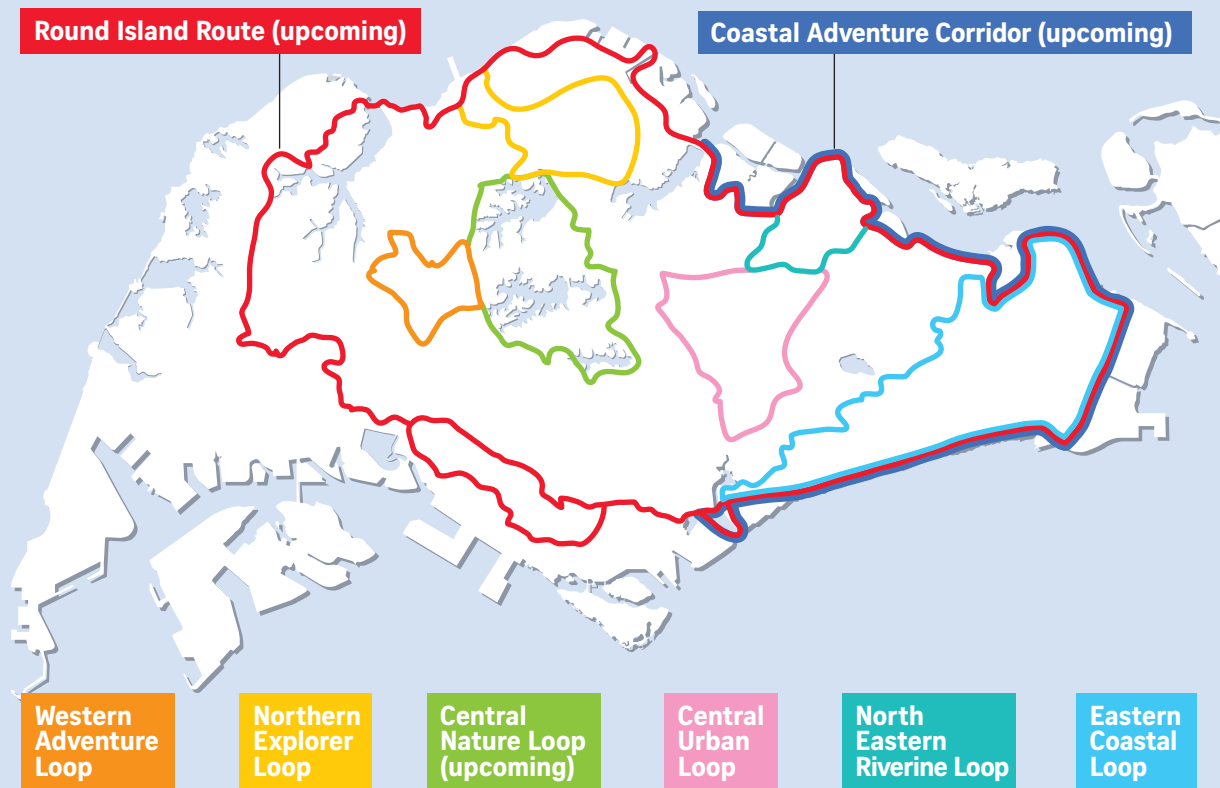 Round Island Route (upcoming)
Coastal Adventure Corridor (upcoming)
Western
Adventure
Loop
Northern
Explorer
Loop
Central
Nature Loop
(upcoming)
Central
Urban
Loop
North
Eastern
Riverine Loop
Eastern
Coastal
Loop